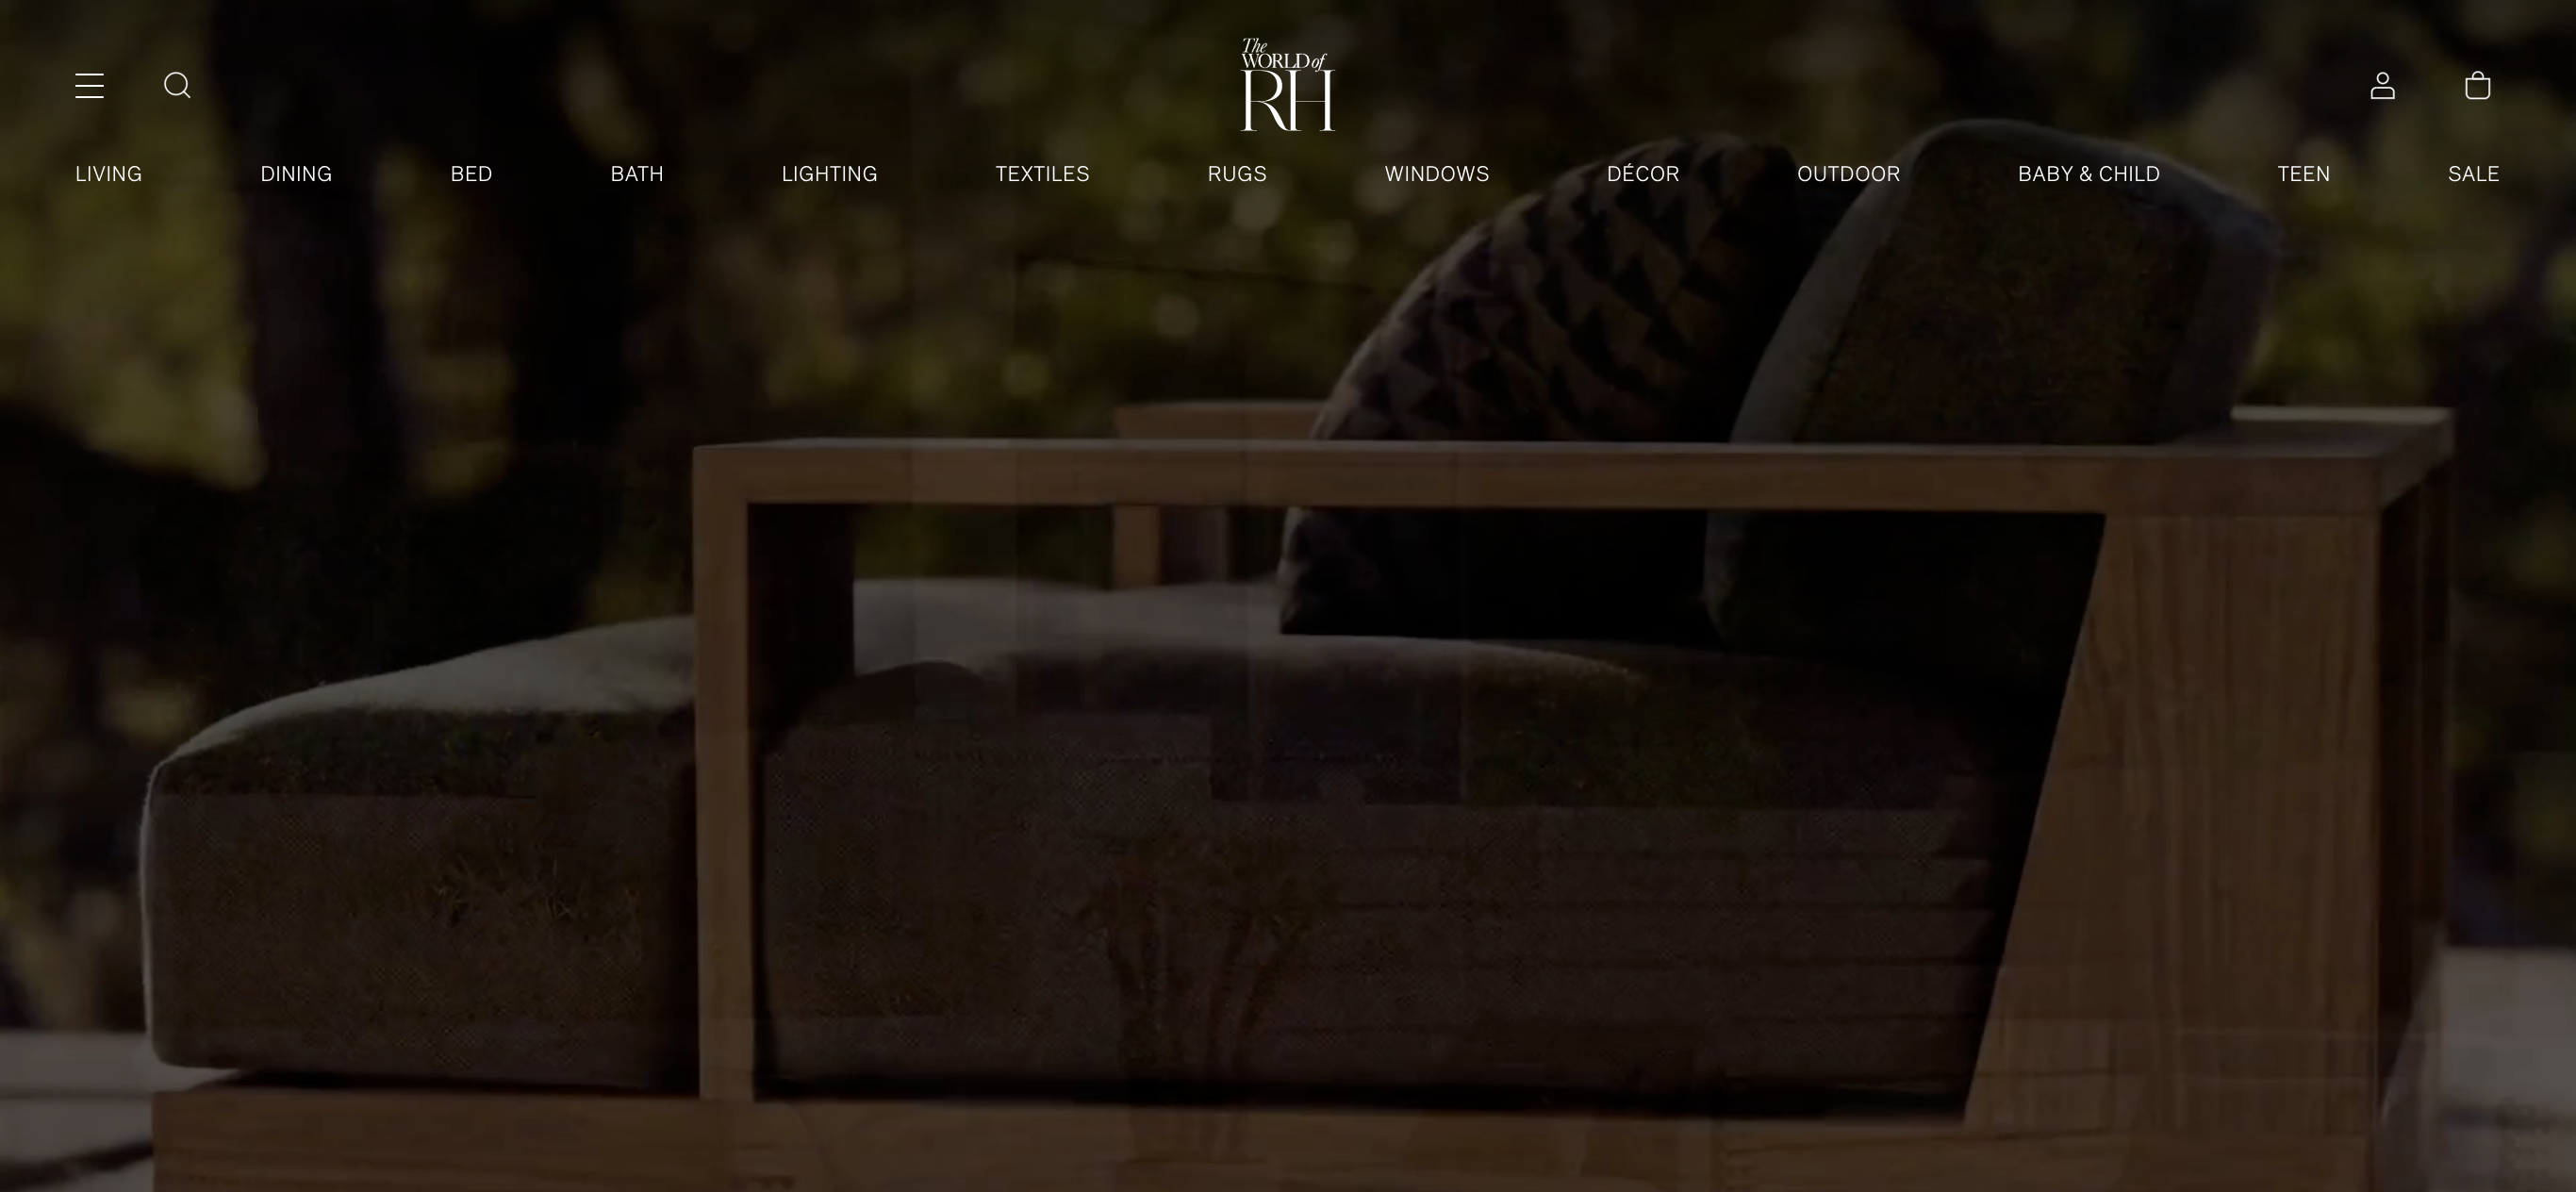 The
WORLD of
RH
LIVING DINING BED BATH LIGHTING TEXTILES RUGS WINDOWS DÉCOR OUTDOOR BABY & CHILD TEEN SALE